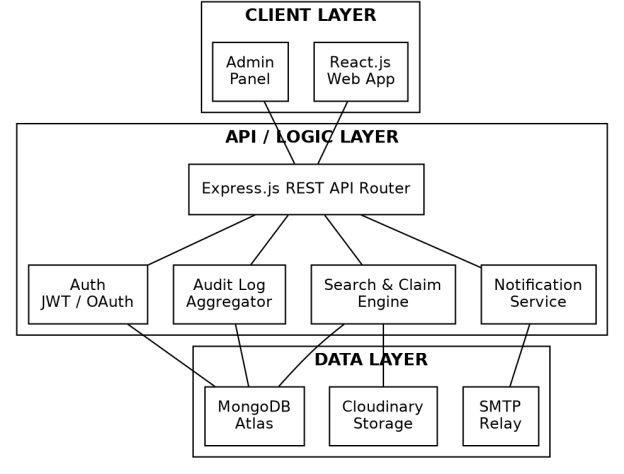 CLIENT LAYER
Admin
Panel
React.js
Web App
API / LOGIC LAYER
Express.js REST API Router
Auth
JWT / OAuth
Audit Log
Aggregator
Search & Claim
Engine
Notification
Service
DATA LAYER
MongoDB
Atlas
Cloudinary
Storage
SMTP
Relay